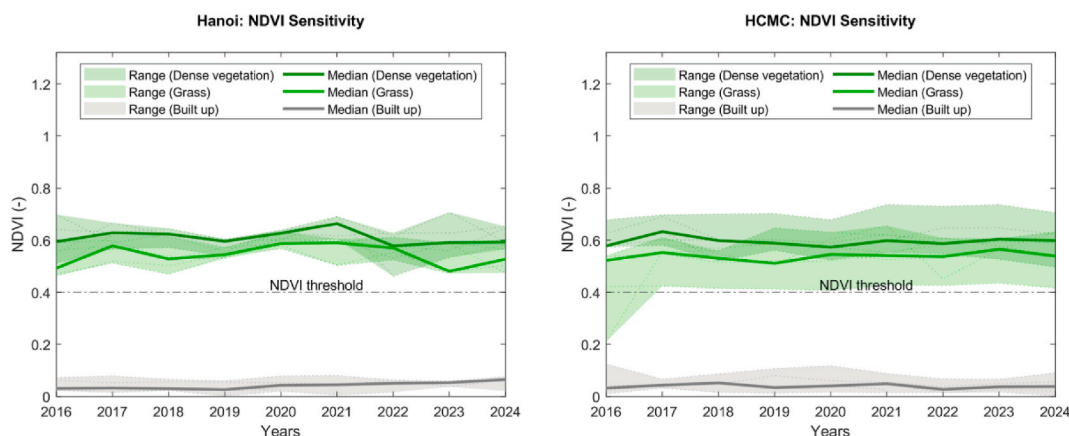 Hanoi: NDVI Sensitivity
NDVI (-)
1.2
1
0.8
0.6
0.4
0.2
0
Range (Dense vegetation) Median (Dense vegetation)
Range (Grass) Median (Grass)
Range (Built up) Median (Built up)
NDVI threshold
2016 2017 2018 2019 2020 2021 2022 2023 2024
Years
HCMC: NDVI Sensitivity
NDVI (-)
1.2
1
0.8
0.6
0.4
0.2
0
Range (Dense vegetation) Median (Dense vegetation)
Range (Grass) Median (Grass)
Range (Built up) Median (Built up)
NDVI threshold
2016 2017 2018 2019 2020 2021 2022 2023 2024
Years